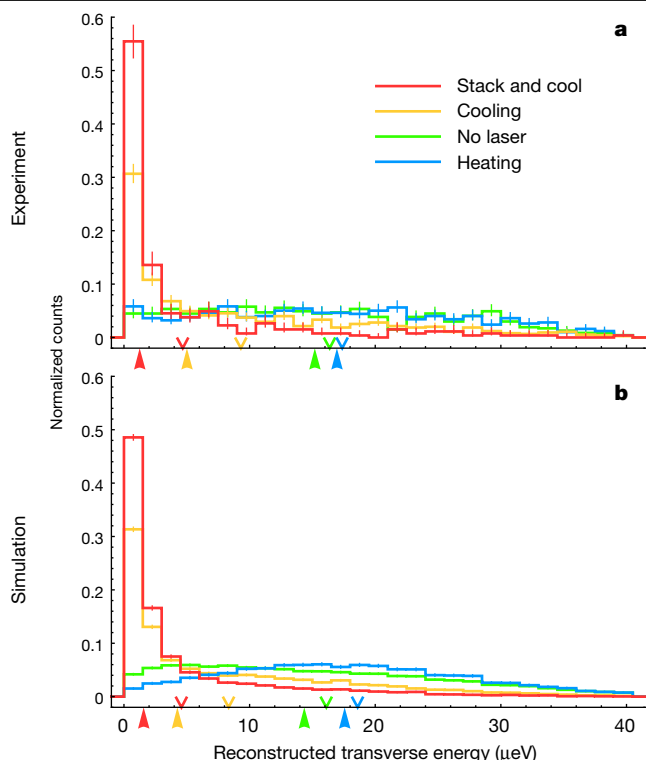 a
0.6
0.5
0.4
0.3
0.2
0.1
0
Experiment
Stack and cool
Cooling
No laser
Heating
Normalized counts
b
0.6
0.5
0.4
0.3
0.2
0.1
0
Simulation
0 10 20 30 40
Reconstructed transverse energy (μeV)